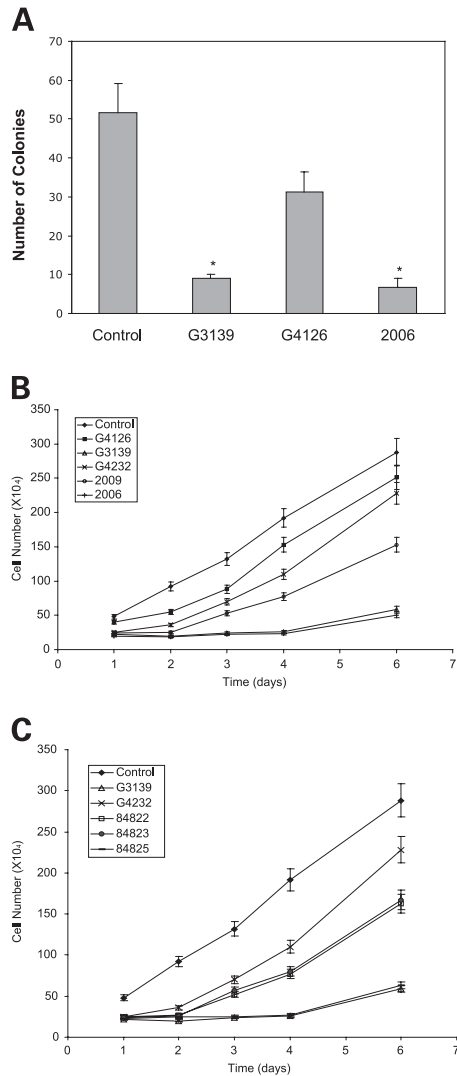 A
Number of Colonies
70
60
50
40
30
20
10
0
*
*
Control G3139 G4126 2006
B
Cell Number (X10₄)
350
300
250
200
150
100
50
0
Control
G4126
G3139
G4232
2009
2006
0 1 2 3 4 5 6 7
Time (days)
C
Cell Number (X10₄)
350
300
250
200
150
100
50
0
Control
G3139
G4232
84822
84823
84825
0 1 2 3 4 5 6 7
Time (days)